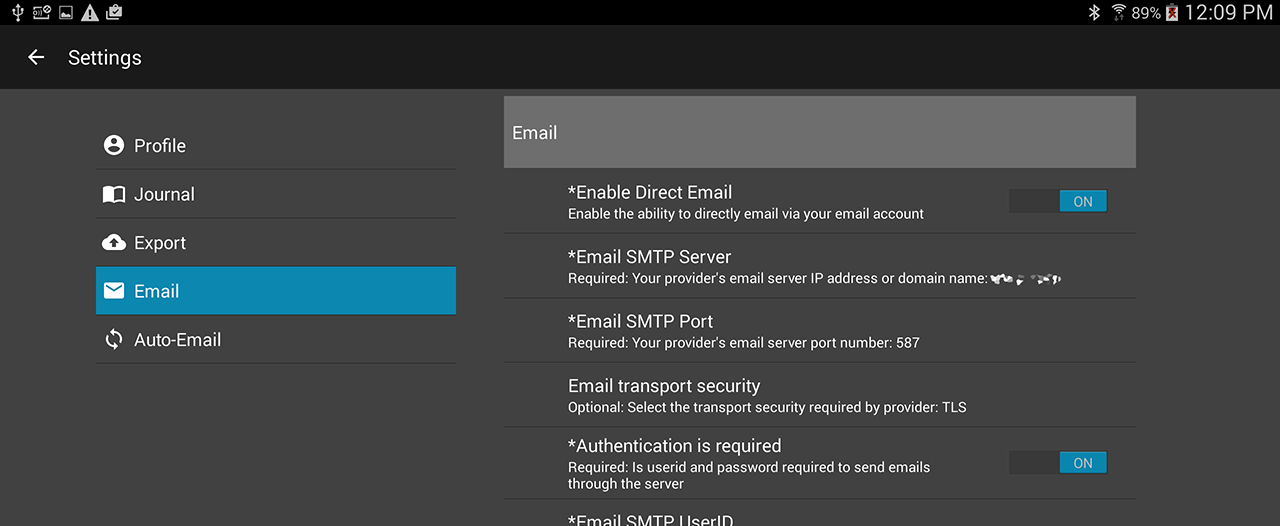 89% 12:09 PM
Settings
Profile
Journal
Export
Email
Auto-Email
Email
*Enable Direct Email
Enable the ability to directly email via your email account
ON
*Email SMTP Server
Required: Your provider's email server IP address or domain name:
*Email SMTP Port
Required: Your provider's email server port number: 587
Email transport security
Optional: Select the transport security required by provider: TLS
*Authentication is required
Required: Is userid and password required to send emails
through the server
ON
*Email SMTP UserID